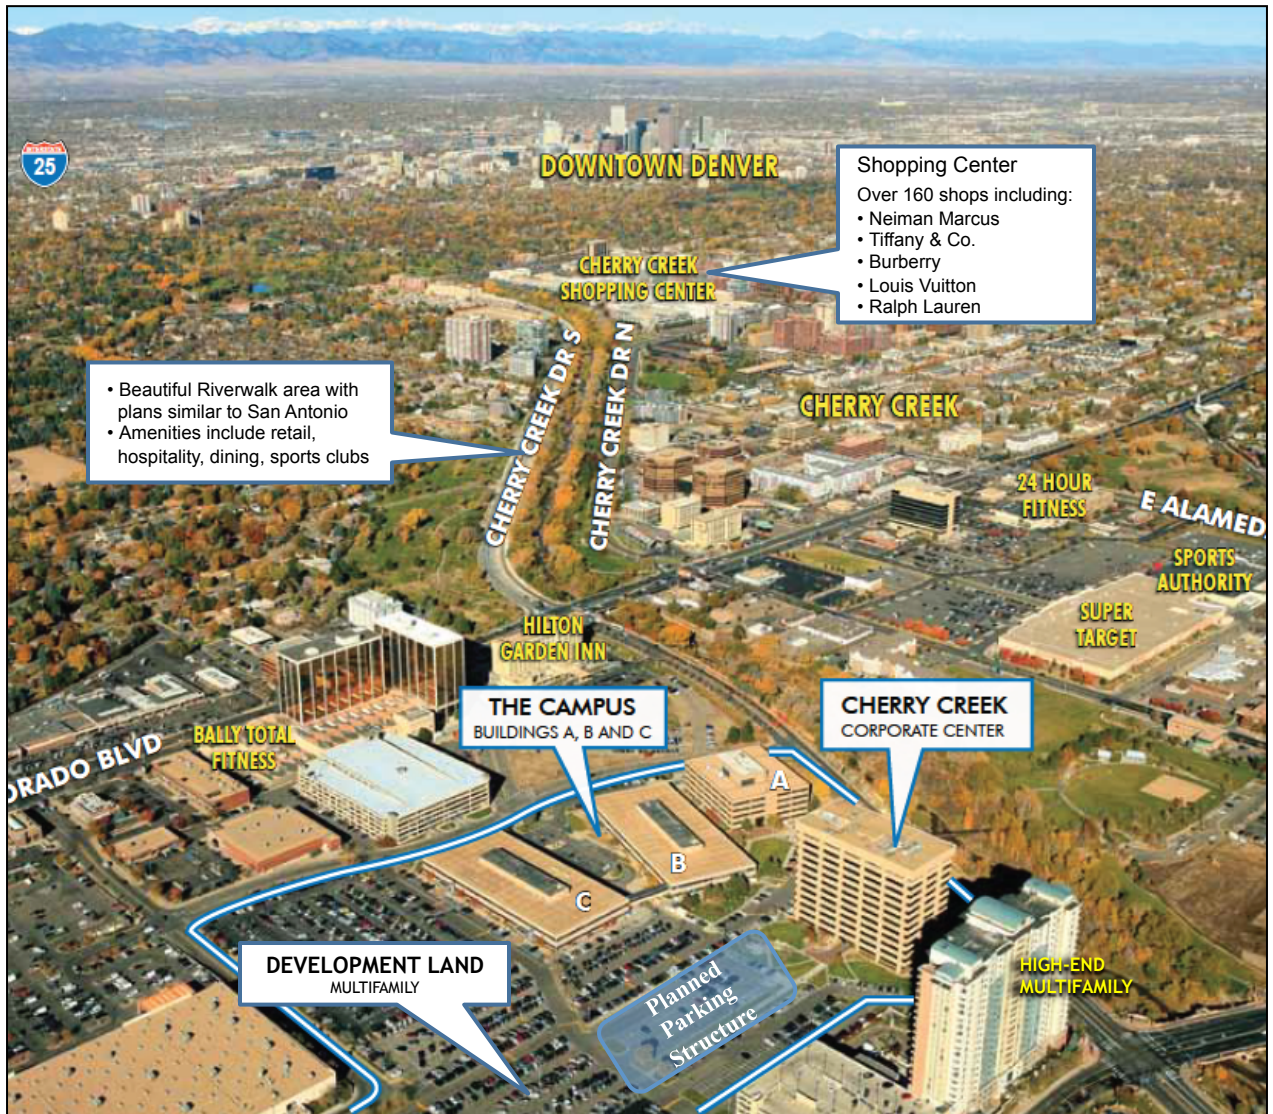 INTERSTATE
25
DOWNTOWN DENVER
Shopping Center
Over 160 shops including:
• Neiman Marcus
• Tiffany & Co.
• Burberry
• Louis Vuitton
• Ralph Lauren
CHERRY CREEK
SHOPPING CENTER
CHERRY CREEK DR S
CHERRY CREEK DR N
• Beautiful Riverwalk area with
plans similar to San Antonio
• Amenities include retail,
hospitality, dining, sports clubs
CHERRY CREEK
24 HOUR
FITNESS
E ALAMED
SPORTS
AUTHORITY
SUPER
TARGET
HILTON
GARDEN INN
THE CAMPUS
BUILDINGS A, B AND C
CHERRY CREEK
CORPORATE CENTER
BALLY TOTAL
FITNESS
ORADO BLVD
A
B
C
DEVELOPMENT LAND
MULTIFAMILY
Planned
Parking
Structure
HIGH-END
MULTIFAMILY